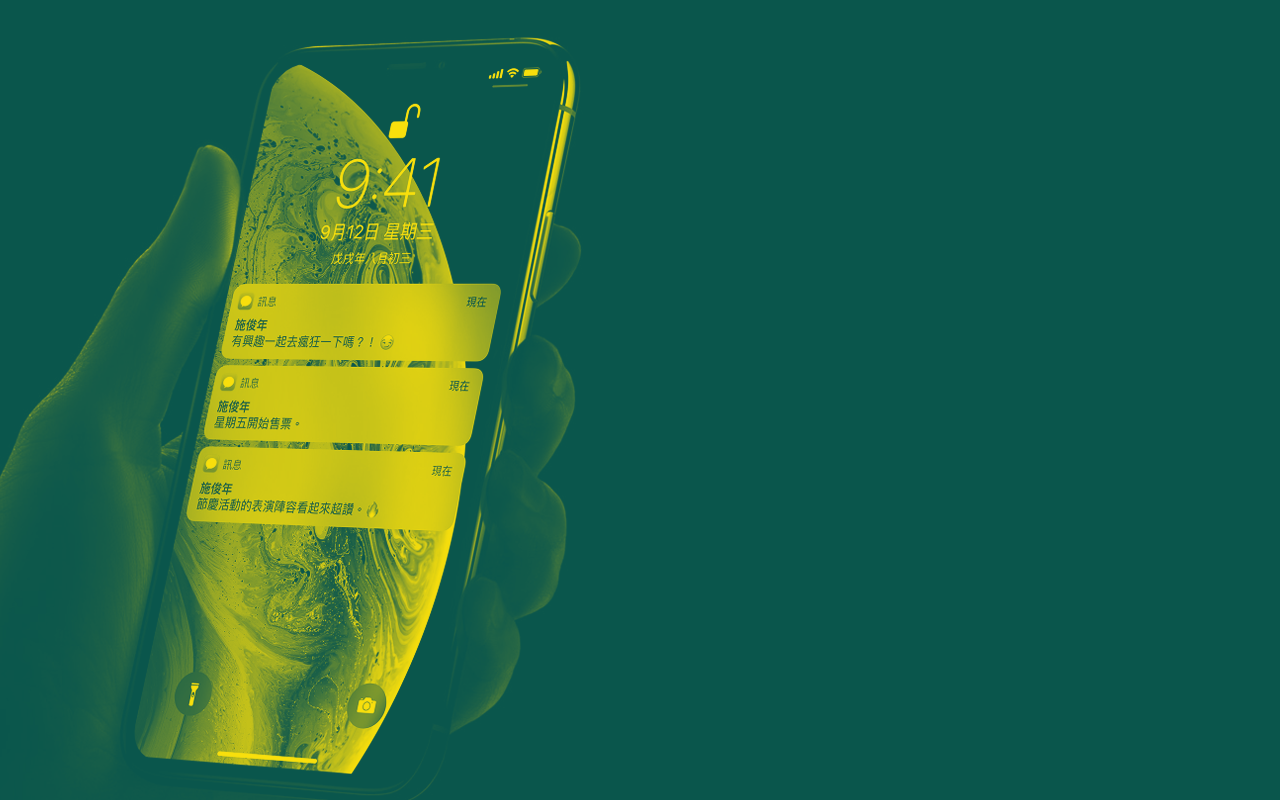 9:41
9月12日 星期三
戊戌年八月初三
訊息
現在
施俊年
有興趣一起去瘋狂一下嗎？！😏
訊息
現在
施俊年
星期五開始售票。
訊息
現在
施俊年
節慶活動的表演陣容看起來超讚。🔥